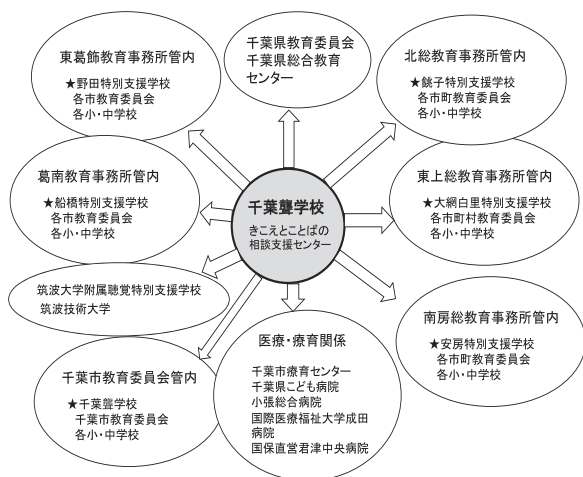 東葛飾教育事務所管内
★野田特別支援学校
各市教育委員会
各小・中学校
千葉県教育委員会
千葉県総合教育
センター
北総教育事務所管内
★銚子特別支援学校
各市町教育委員会
各小・中学校
葛南教育事務所管内
★船橋特別支援学校
各市教育委員会
各小・中学校
千葉聾学校
きこえとことばの
相談支援センター
東上総教育事務所管内
★大網白里特別支援学校
各市町村教育委員会
各小・中学校
筑波大学附属聴覚特別支援学校
筑波技術大学
南房総教育事務所管内
★安房特別支援学校
各市町教育委員会
各小・中学校
千葉市教育委員会管内
★千葉聾学校
千葉市教育委員会
各小・中学校
医療・療育関係
千葉市療育センター
千葉県こども病院
小張総合病院
国際医療福祉大学成田
病院
国保直営君津中央病院